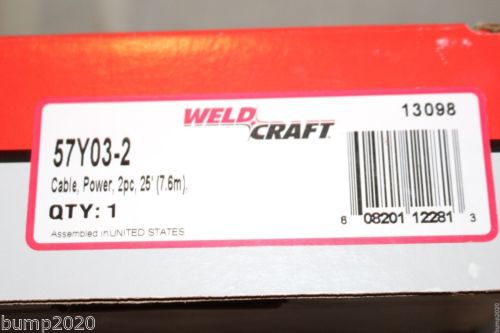 WELD CRAFT
13098
57Y03-2
Cable, Power, 2pc, 25' (7.6m).
QTY: 1
Assembled in UNITED STATES
6 08201 12281 3
© bump2020